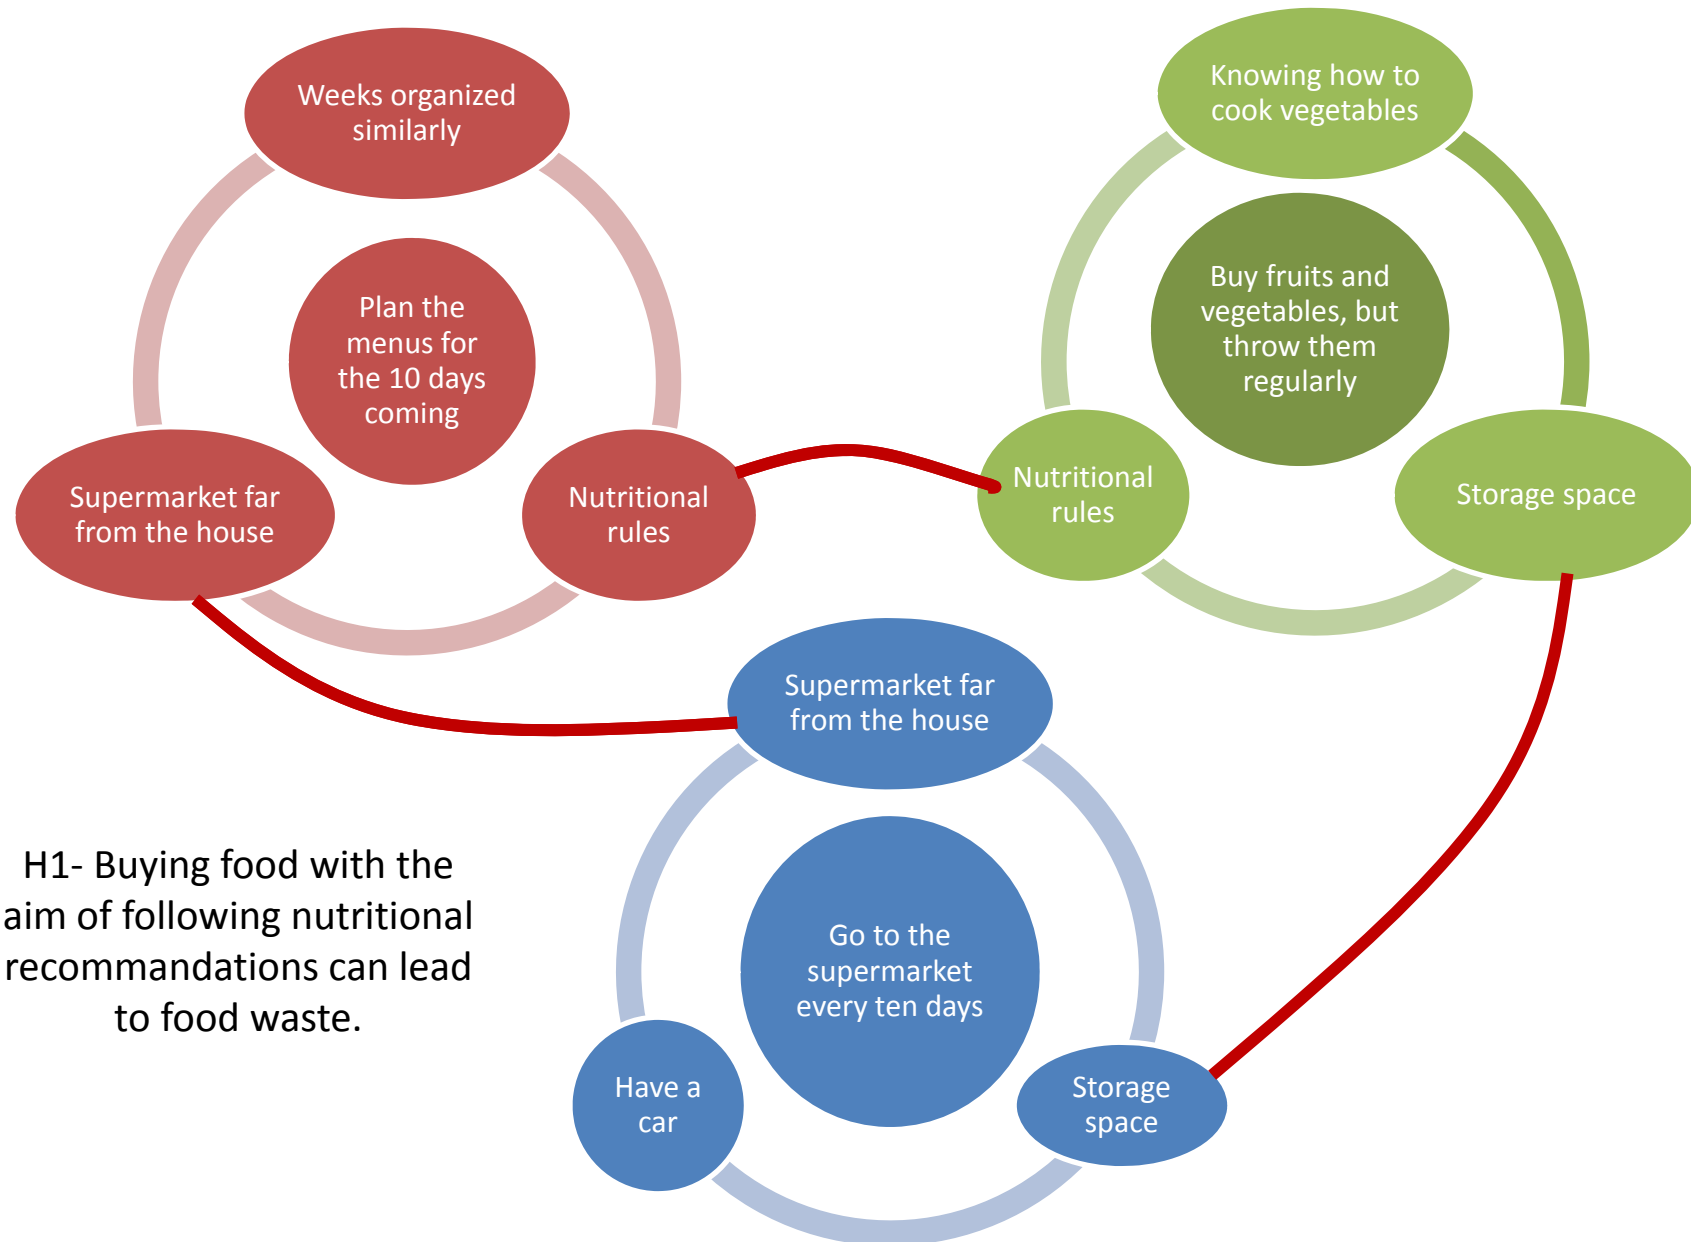 Weeks organized
similarly
Plan the
menus for
the 10 days
coming
Supermarket far
from the house
Nutritional
rules
Knowing how to
cook vegetables
Buy fruits and
vegetables, but
throw them
regularly
Nutritional
rules
Storage space
Supermarket far
from the house
Go to the
supermarket
every ten days
Have a
car
Storage
space
H1- Buying food with the
aim of following nutritional
recommandations can lead
to food waste.